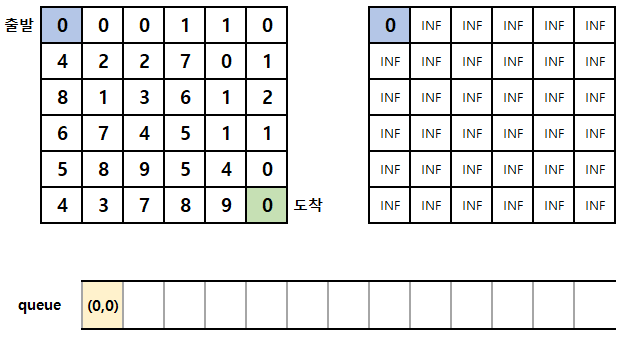 출발 0 0 0 1 1 0 0 INF INF INF INF INF
4 2 2 7 0 1 INF INF INF INF INF INF
8 1 3 6 1 2 INF INF INF INF INF INF
6 7 4 5 1 1 INF INF INF INF INF INF
5 8 9 5 4 0 INF INF INF INF INF INF
4 3 7 8 9 0 도착 INF INF INF INF INF INF
queue (0,0)